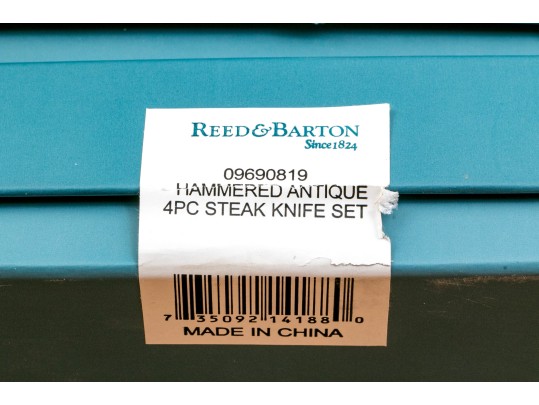 REED & BARTON
Since 1824
09690819
HAMMERED ANTIQUE
4PC STEAK KNIFE SET
7 35092 14188 0
MADE IN CHINA